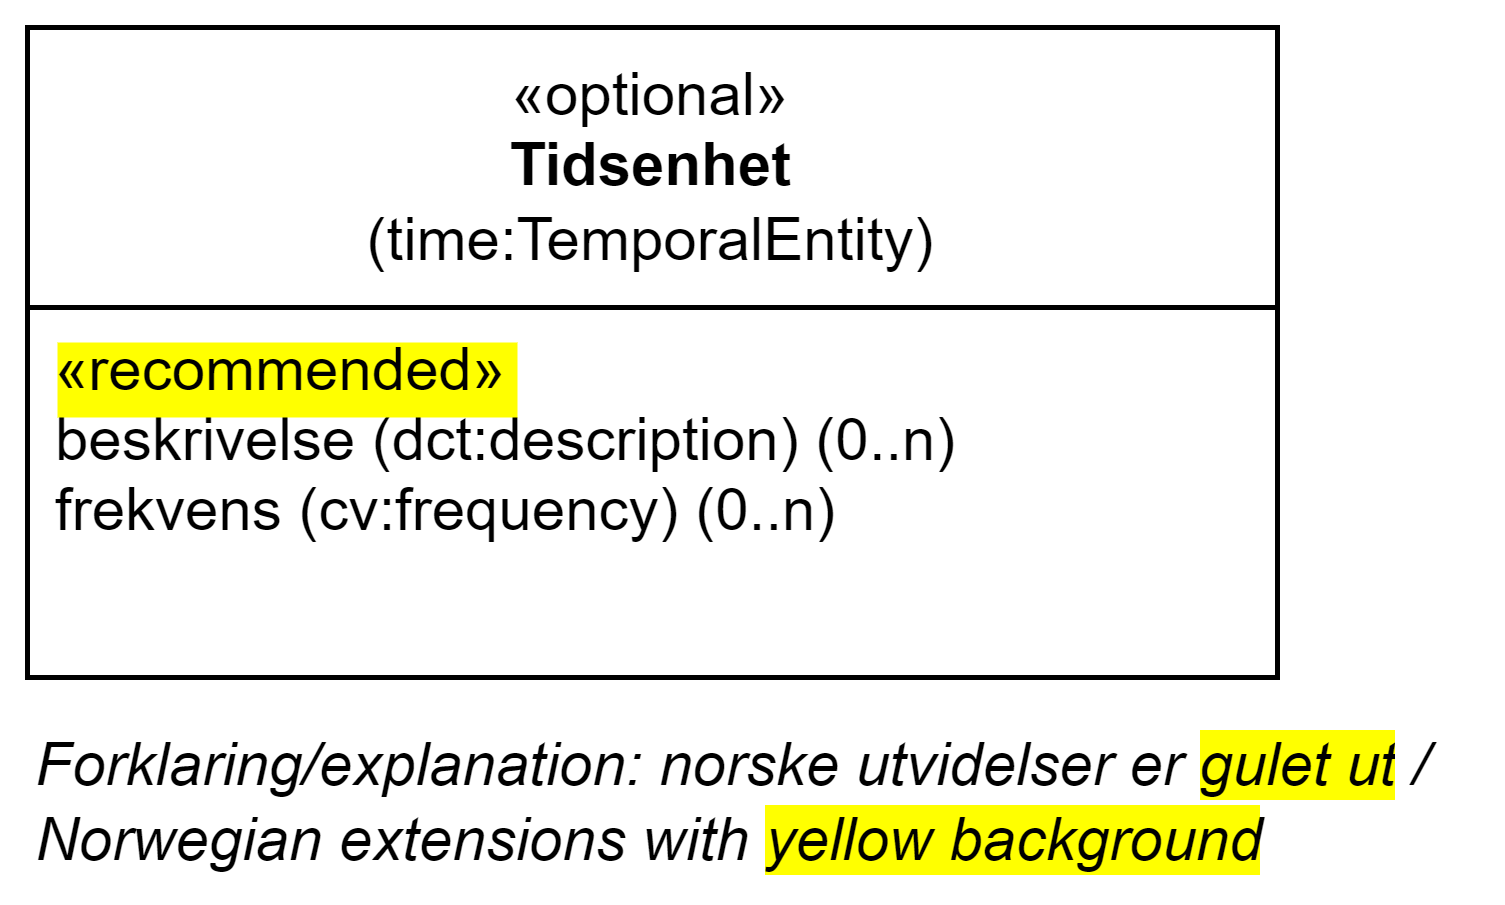 «optional»
Tidsenhet
(time:TemporalEntity)
«recommended»
beskrivelse (dct:description) (0..n)
frekvens (cv:frequency) (0..n)
Forklaring/explanation: norske utvidelser er gulet ut /
Norwegian extensions with yellow background